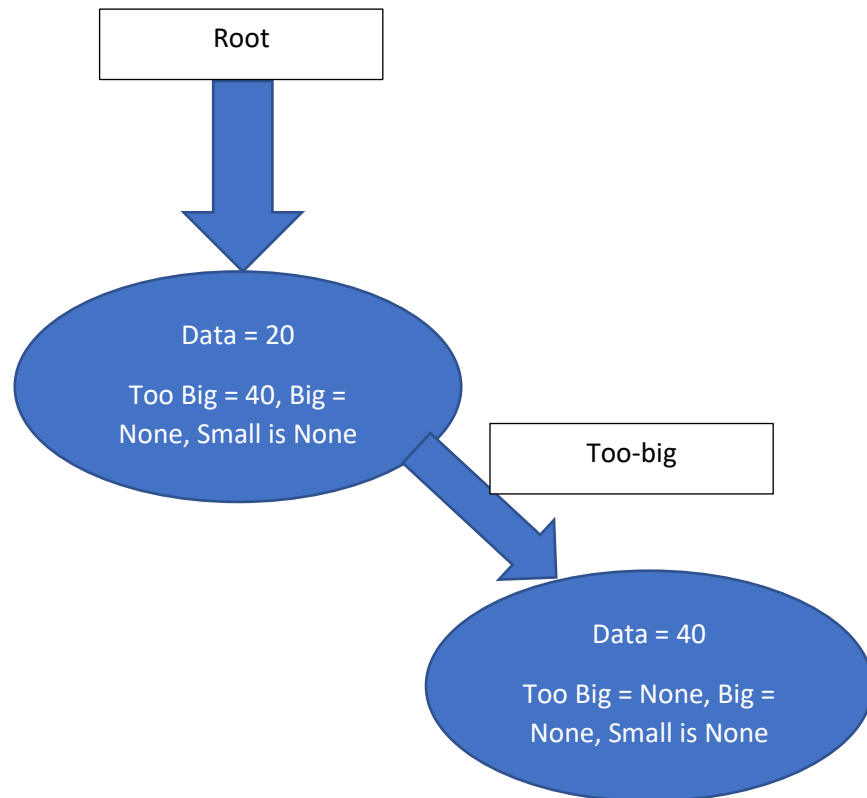 Root
Data = 20
Too Big = 40, Big =
None, Small is None
Too-big
Data = 40
Too Big = None, Big =
None, Small is None